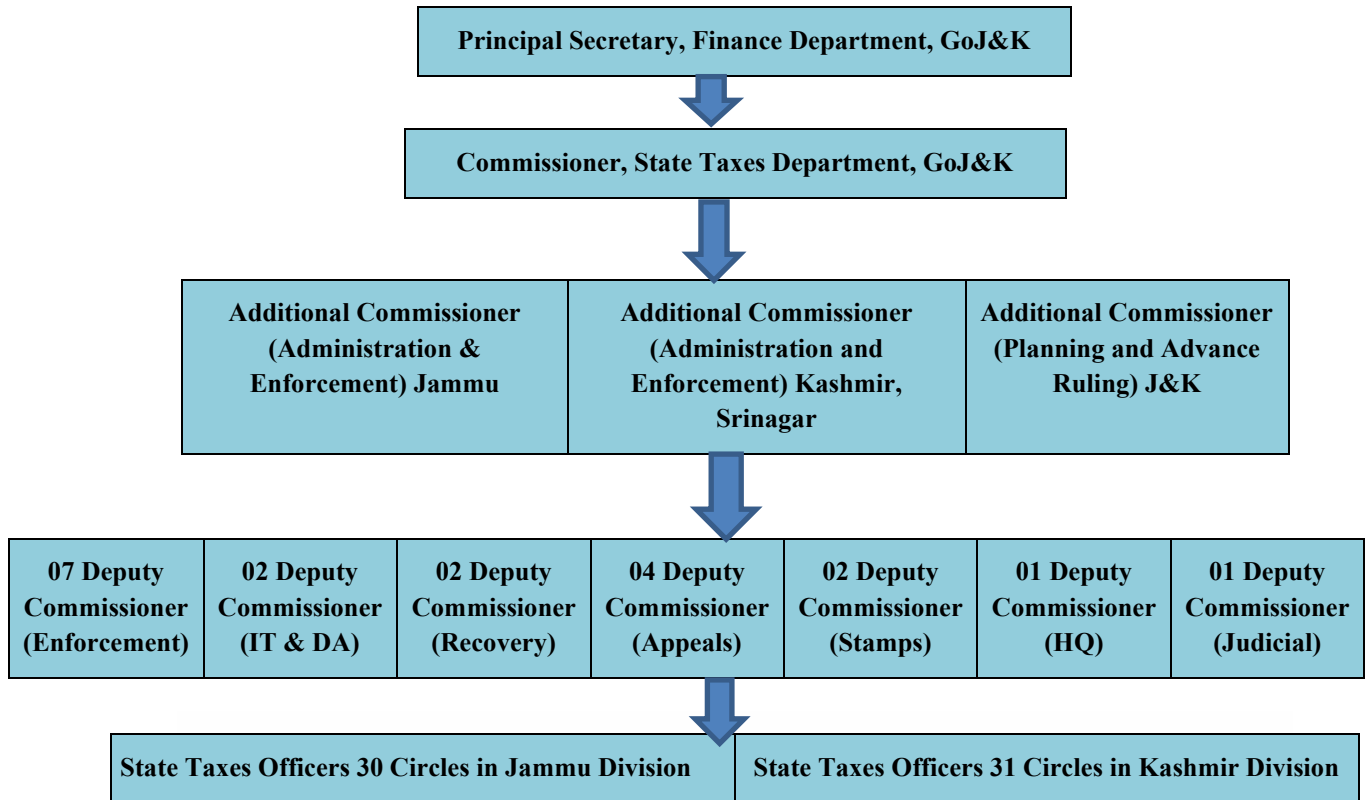 Principal Secretary, Finance Department, GoJ&K
Commissioner, State Taxes Department, GoJ&K
Additional Commissioner
(Administration &
Enforcement) Jammu
Additional Commissioner
(Administration and
Enforcement) Kashmir,
Srinagar
Additional Commissioner
(Planning and Advance
Ruling) J&K
07 Deputy
Commissioner
(Enforcement)
02 Deputy
Commissioner
(IT & DA)
02 Deputy
Commissioner
(Recovery)
04 Deputy
Commissioner
(Appeals)
02 Deputy
Commissioner
(Stamps)
01 Deputy
Commissioner
(HQ)
01 Deputy
Commissioner
(Judicial)
State Taxes Officers 30 Circles in Jammu Division
State Taxes Officers 31 Circles in Kashmir Division